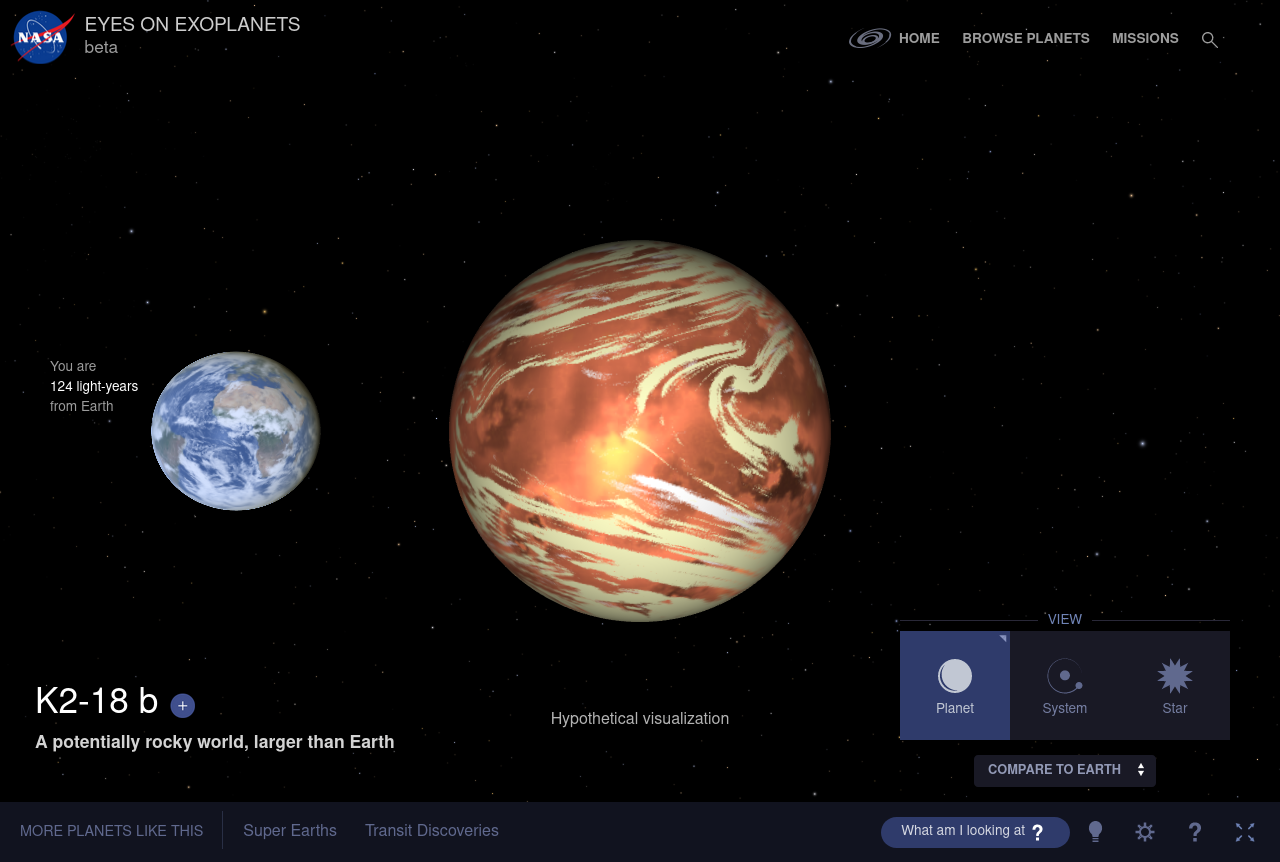 NASA
EYES ON EXOPLANETS
beta
HOME
BROWSE PLANETS
MISSIONS
You are
124 light-years
from Earth
VIEW
Planet
System
Star
K2-18 b +
A potentially rocky world, larger than Earth
Hypothetical visualization
COMPARE TO EARTH
MORE PLANETS LIKE THIS
Super Earths
Transit Discoveries
What am I looking at ?
?